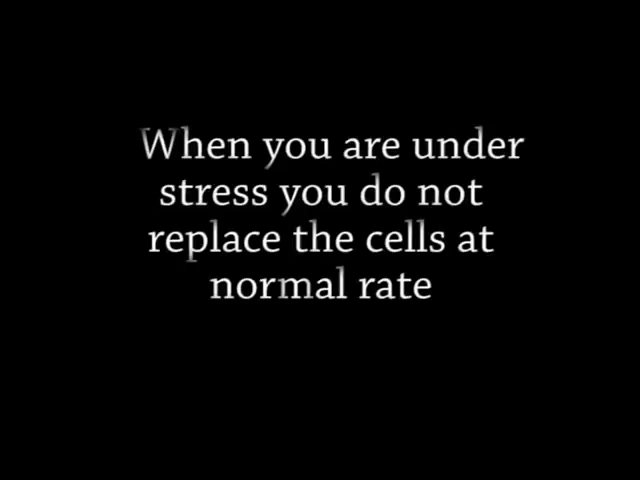 When you are under
stress you do not
replace the cells at
normal rate